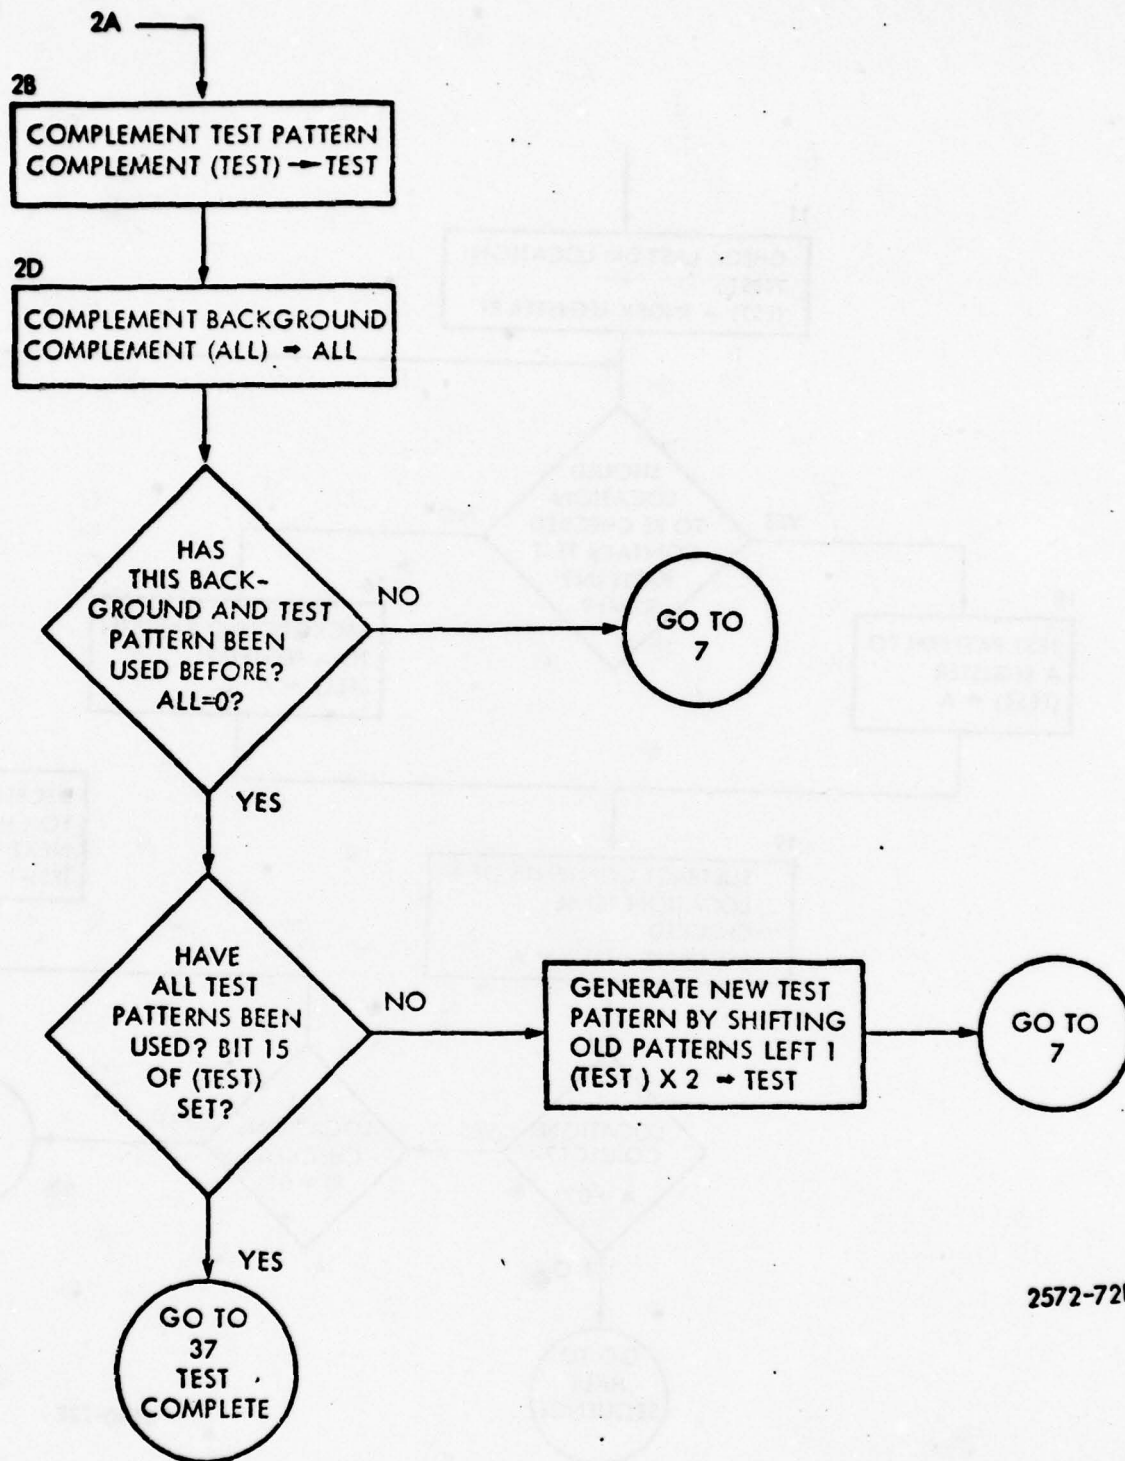 2A
2B
COMPLEMENT TEST PATTERN
COMPLEMENT (TEST) → TEST
2D
COMPLEMENT BACKGROUND
COMPLEMENT (ALL) → ALL
HAS
THIS BACK-
GROUND AND TEST
PATTERN BEEN
USED BEFORE?
ALL=0?
NO
GO TO
7
YES
HAVE
ALL TEST
PATTERNS BEEN
USED? BIT 15
OF (TEST)
SET?
NO
GENERATE NEW TEST
PATTERN BY SHIFTING
OLD PATTERNS LEFT 1
(TEST ) X 2 → TEST
GO TO
7
YES
GO TO
37
TEST
COMPLETE